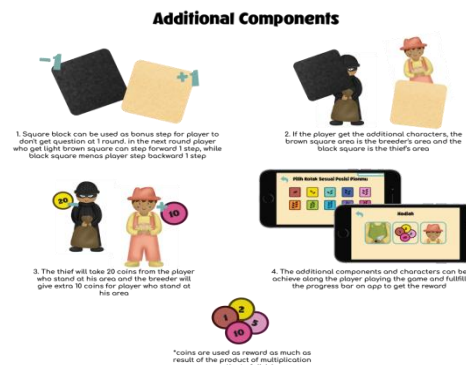 Additional Components
-1
+1
1. Square block can be used as bonus step for player to
don't get question at 1 round. in the next round player
who get light brown square can step forward 1 step, while
black square menas player step backward 1 step
2. If the player get the additional characters, the
brown square area is the breeder's area and the
black square is the thief's area
20
10
3. The thief will take 20 coins from the player
who stand at his area and the breeder will
give extra 10 coins for player who stand at
his area
Pilih Kotak Sesuai Posisi Pionmu
Hadiah
4. The additional components and characters can be
achieve along the player playing the game and fullfill
the progress bar on app to get the reward
1
2
5
10
*coins are used as reward as much as
result of the product of multiplication